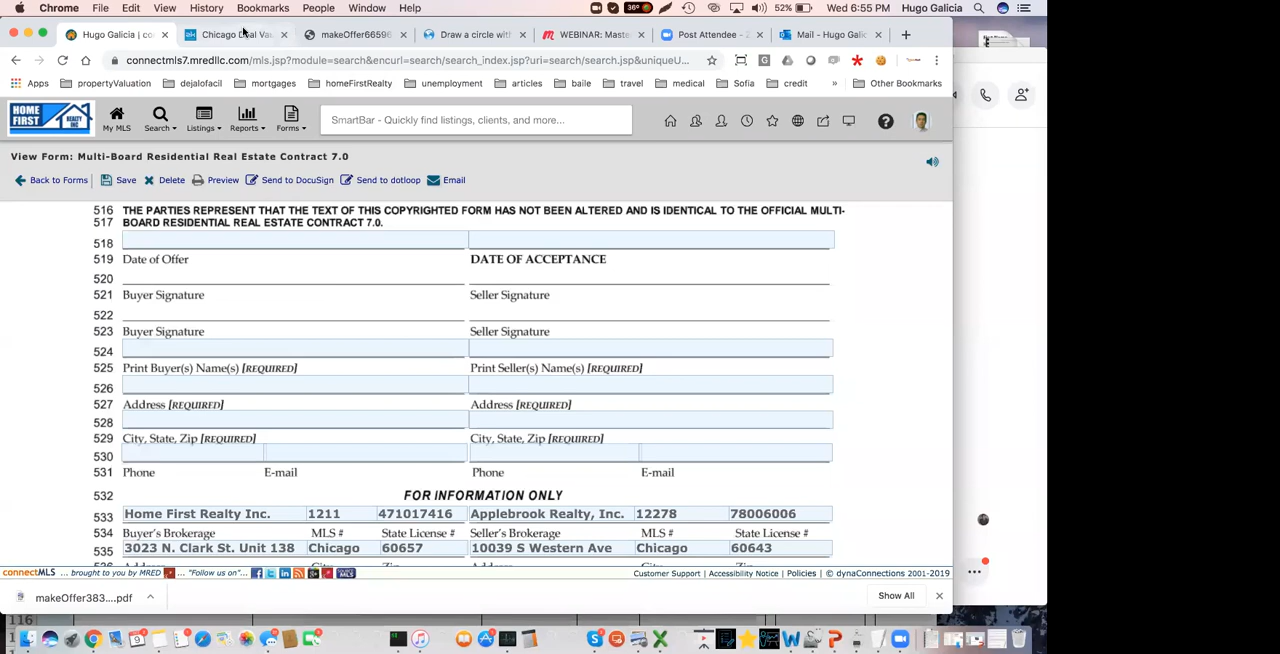 Chrome File Edit View History Bookmarks People Window Help 36° 52% Wed 6:55 PM Hugo Galicia
Hugo Galicia | co Chicago Deal Vau makeOffer66596 Draw a circle with WEBINAR: Maste Post Attendee - Z Mail - Hugo Galic
connectmls7.mredllc.com/mls.jsp?module=search&encurl=search/search_index.jsp?uri=search/search.jsp&uniqueU...
Apps propertyValuation dejalofacil mortgages homeFirstRealty unemployment articles baile travel medical Sofia credit » Other Bookmarks
HOME FIRST REALTY INC
My MLS Search Listings Reports Forms
SmartBar - Quickly find listings, clients, and more...
View Form: Multi-Board Residential Real Estate Contract 7.0
Back to Forms Save Delete Preview Send to DocuSign Send to dotloop Email
516 THE PARTIES REPRESENT THAT THE TEXT OF THIS COPYRIGHTED FORM HAS NOT BEEN ALTERED AND IS IDENTICAL TO THE OFFICIAL MULTI-
517 BOARD RESIDENTIAL REAL ESTATE CONTRACT 7.0.
518
519 Date of Offer DATE OF ACCEPTANCE
520
521 Buyer Signature Seller Signature
522
523 Buyer Signature Seller Signature
524
525 Print Buyer(s) Name(s) [REQUIRED] Print Seller(s) Name(s) [REQUIRED]
526
527 Address [REQUIRED] Address [REQUIRED]
528
529 City, State, Zip [REQUIRED] City, State, Zip [REQUIRED]
530
531 Phone E-mail Phone E-mail
532 FOR INFORMATION ONLY
533 Home First Realty Inc. 1211 471017416 Applebrook Realty, Inc. 12278 78006006
534 Buyer's Brokerage MLS # State License # Seller's Brokerage MLS # State License #
535 3023 N. Clark St. Unit 138 Chicago 60657 10039 S Western Ave Chicago 60643
connectMLS ... brought to you by MRED ... "Follow us on" Customer Support | Accessibility Notice | Policies | © dynaConnections 2001-2019
makeOffer383....pdf Show All
116